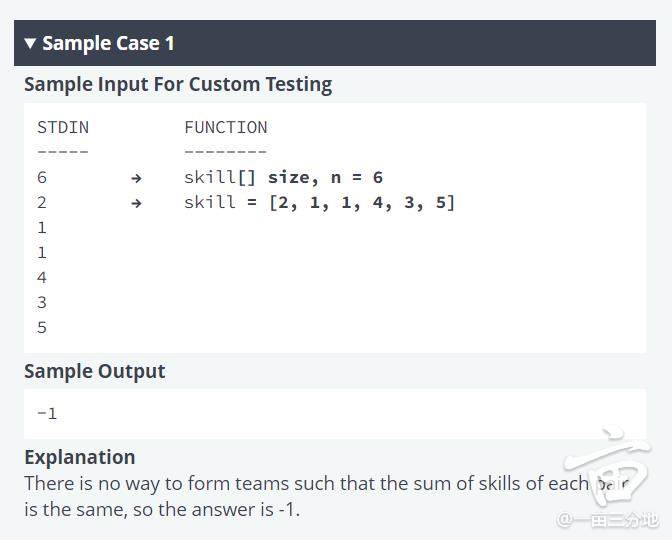 ▼ Sample Case 1
Sample Input For Custom Testing
STDIN FUNCTION
----- --------
6 → skill[] size, n = 6
2 → skill = [2, 1, 1, 4, 3, 5]
1
1
4
3
5
Sample Output
-1
Explanation
There is no way to form teams such that the sum of skills of each pair
is the same, so the answer is -1.
亩
@一亩三分地